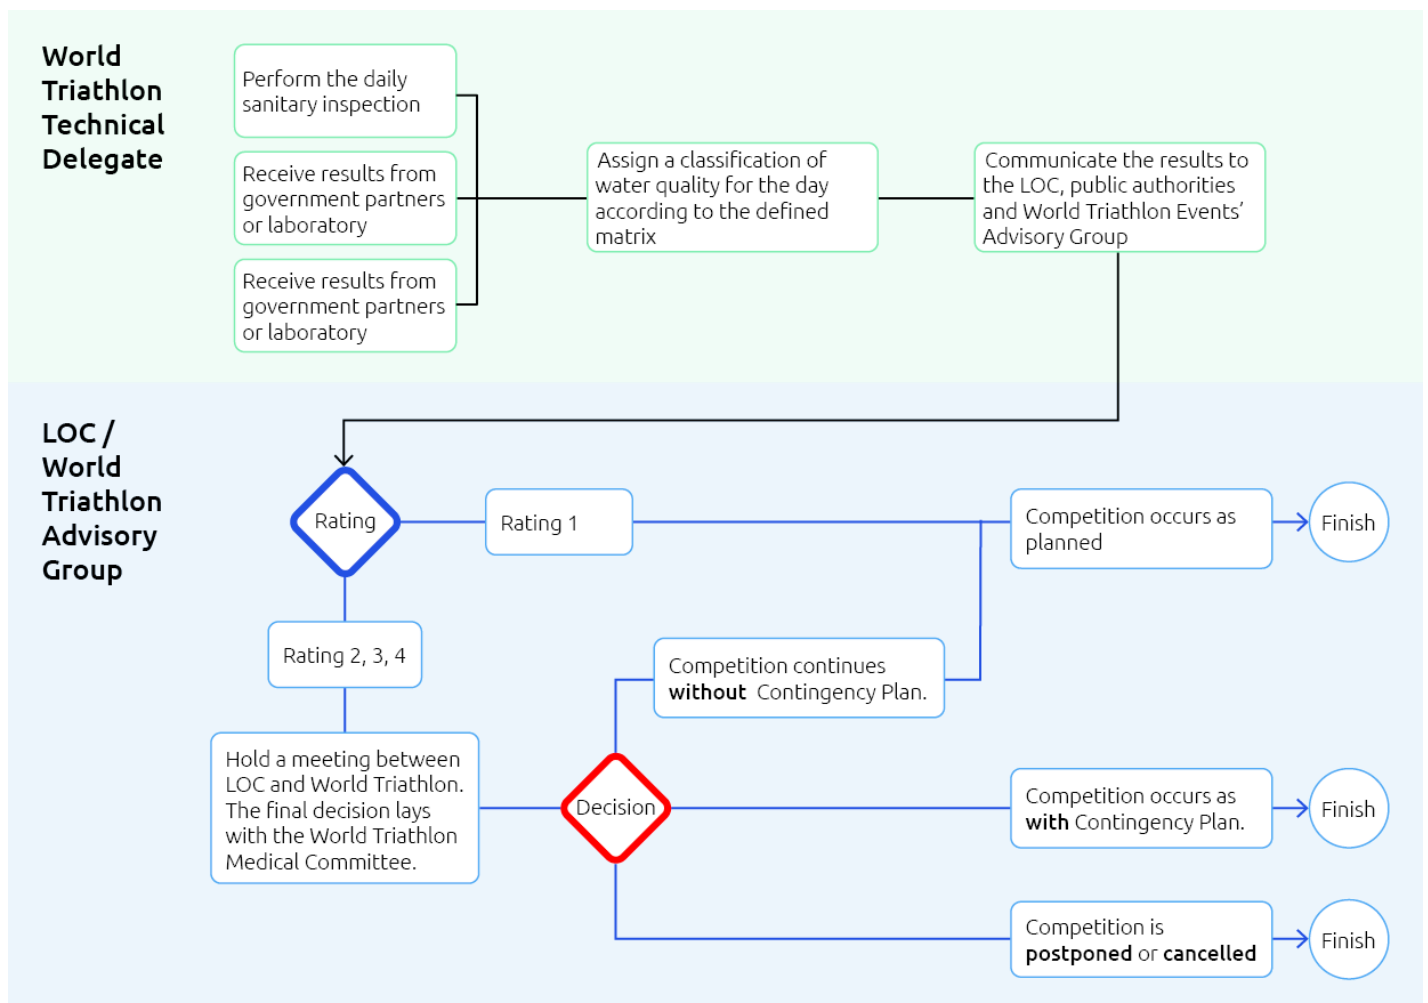 World
Triathlon
Technical
Delegate
Perform the daily
sanitary inspection
Receive results from
government partners
or laboratory
Receive results from
government partners
or laboratory
Assign a classification of
water quality for the day
according to the defined
matrix
Communicate the results to
the LOC, public authorities
and World Triathlon Events’
Advisory Group
LOC /
World
Triathlon
Advisory
Group
Rating
Rating 1
Competition occurs as
planned
Finish
Rating 2, 3, 4
Competition continues
without Contingency Plan.
Hold a meeting between
LOC and World Triathlon.
The final decision lays
with the World Triathlon
Medical Committee.
Decision
Competition occurs as
with Contingency Plan.
Finish
Competition is
postponed or cancelled
Finish